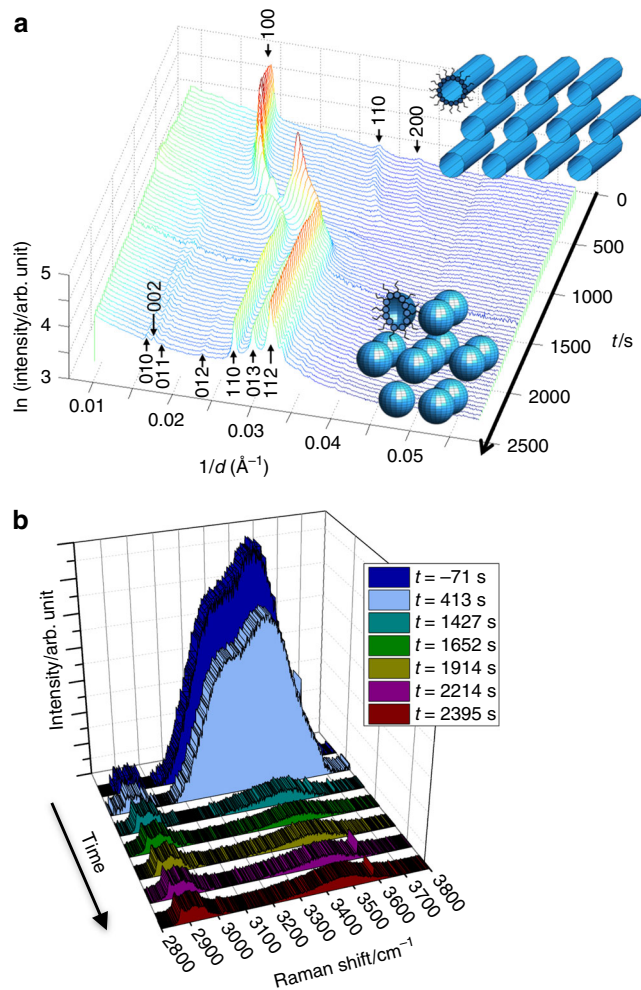 a
100
110
200
0
500
1000
1500
2000
2500
t/s
5
4
3
ln (intensity/arb. unit)
010
002
011
012
110
013
112
0.01
0.02
0.03
0.04
0.05
1/d (Å⁻¹)
b
Intensity/arb. unit
t = –71 s
t = 413 s
t = 1427 s
t = 1652 s
t = 1914 s
t = 2214 s
t = 2395 s
Time
2800
2900
3000
3100
3200
3300
3400
3500
3600
3700
3800
Raman shift/cm⁻¹